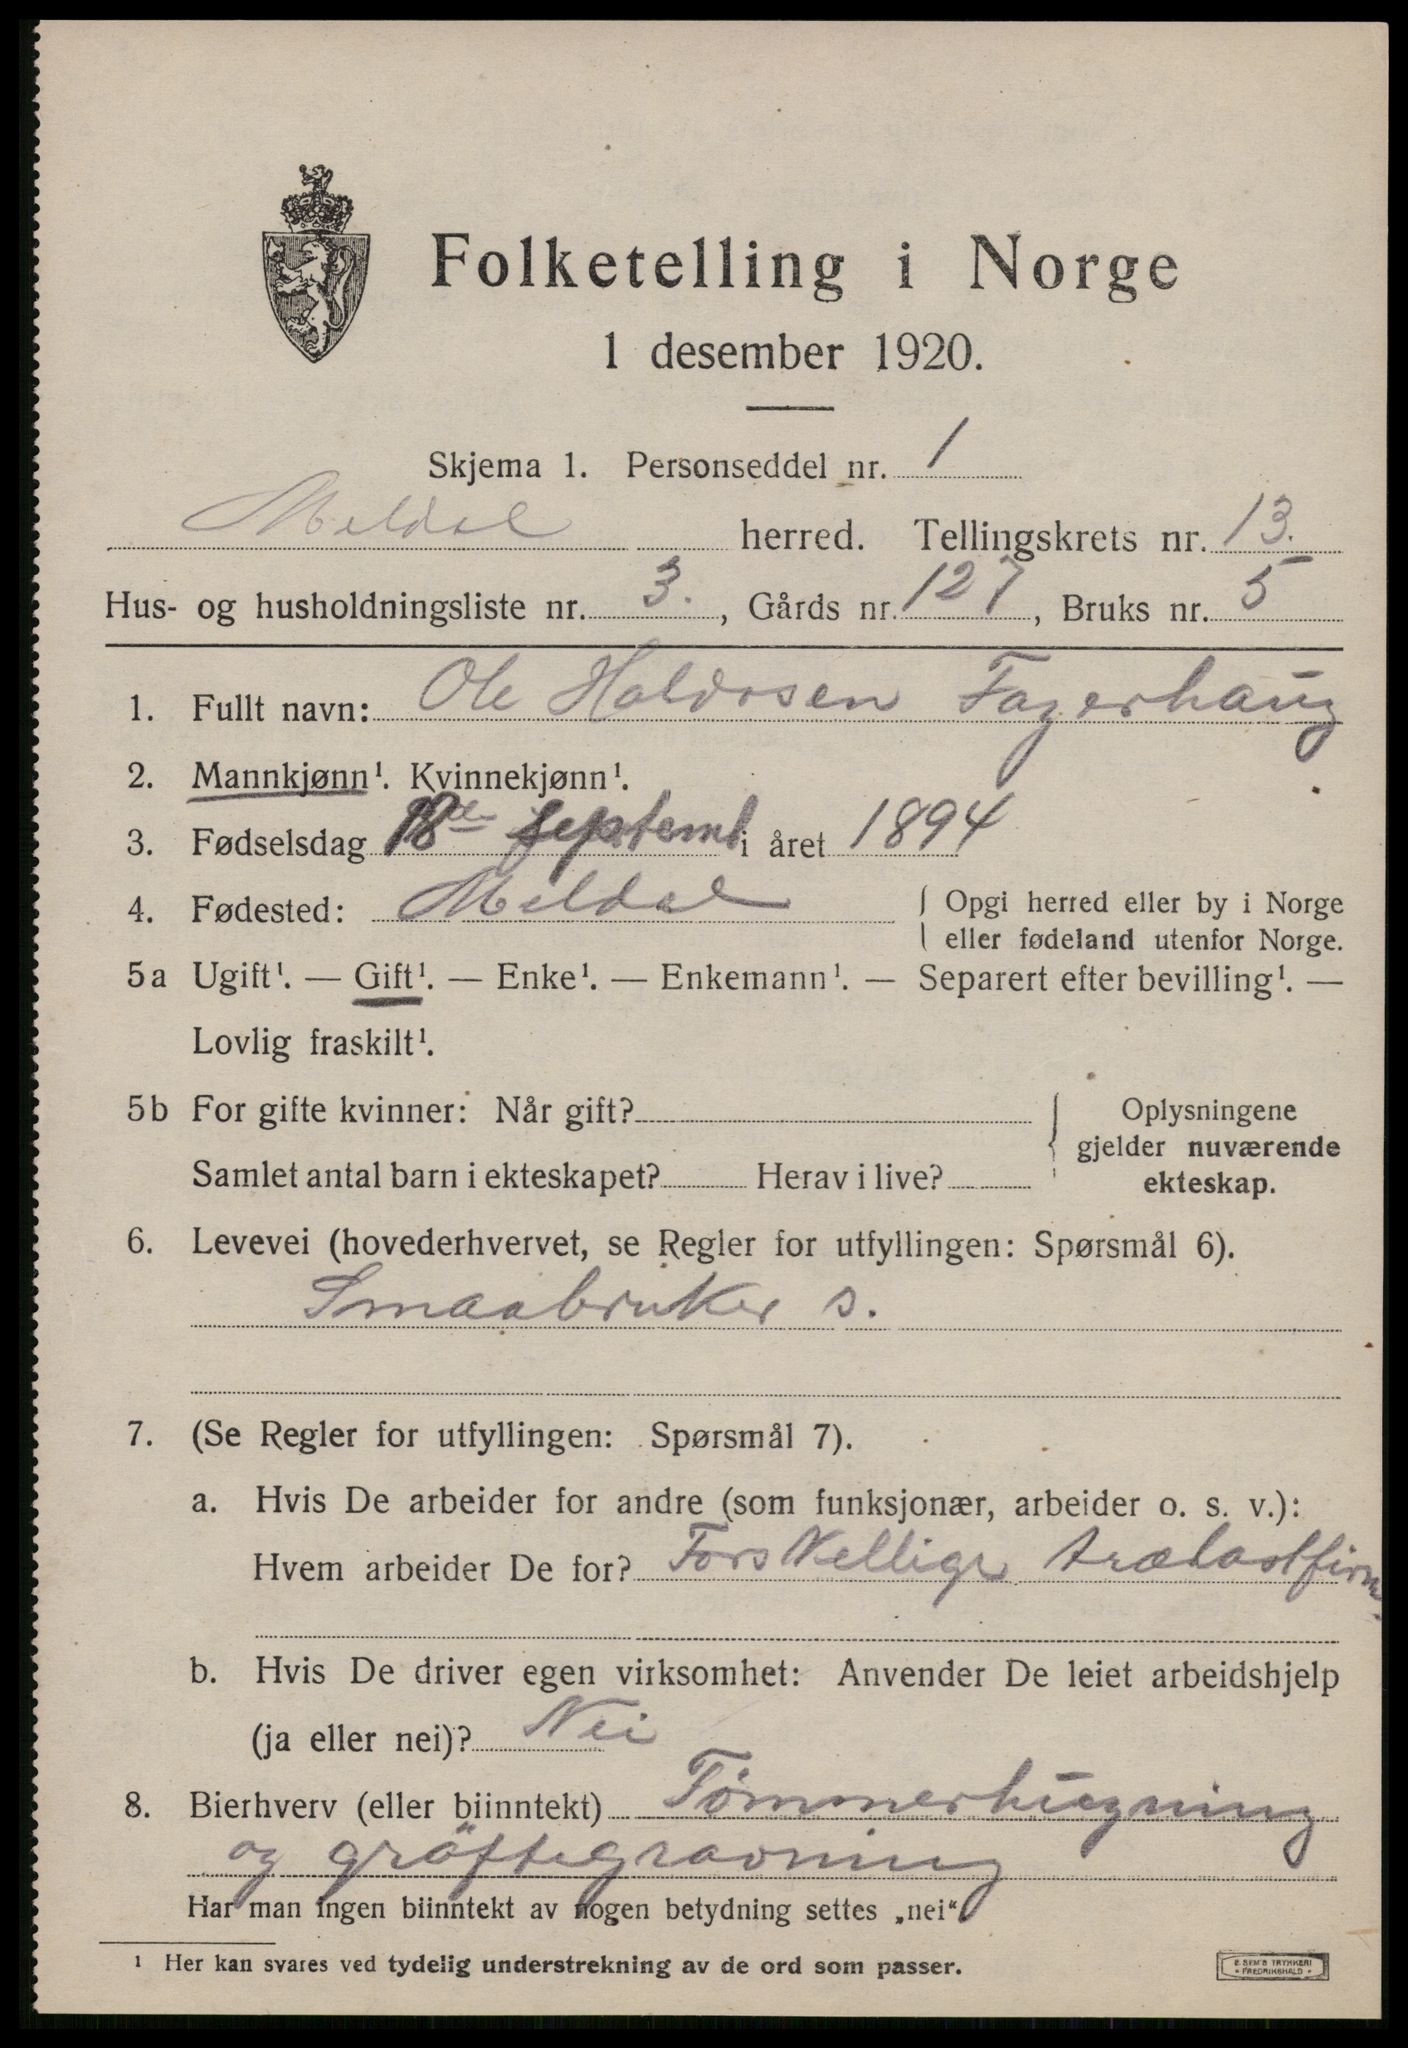 Folketelling i Norge
1 desember 1920.
Skjema 1. Personseddel nr. 1
Meldal herred. Tellingskrets nr. 13.
Hus- og husholdningsliste nr. 3. , Gårds nr. 127 , Bruks nr. 5
1. Fullt navn: Ole Haldosen Fagerhaug
2. Mannkjønn¹. Kvinnekjønn¹.
3. Fødselsdag 18de septemb i året 1894
4. Fødested: Meldal { Opgi herred eller by i Norge
eller fødeland utenfor Norge.
5a Ugift¹. — Gift¹. — Enke¹. — Enkemann¹. — Separert efter bevilling¹. —
Lovlig fraskilt¹.
5b For gifte kvinner: Når gift? { Oplysningene
gjelder nuværende
Samlet antal barn i ekteskapet? Herav i live? ekteskap.
6. Levevei (hovederhvervet, se Regler for utfyllingen: Spørsmål 6).
Smaabruker s.
7. (Se Regler for utfyllingen: Spørsmål 7).
a. Hvis De arbeider for andre (som funksjonær, arbeider o. s. v.):
Hvem arbeider De for? Forskellige trælastfirm.
b. Hvis De driver egen virksomhet: Anvender De leiet arbeidshjelp
(ja eller nei)? Nei
8. Bierhverv (eller biinntekt) Tømmerhugning
og gröftegravning
Har man ingen biinntekt av nogen betydning settes „nei“
¹ Her kan svares ved tydelig understrekning av de ord som passer.
E. SEM'S TRYKKERI
• FREDRIKSHALD •